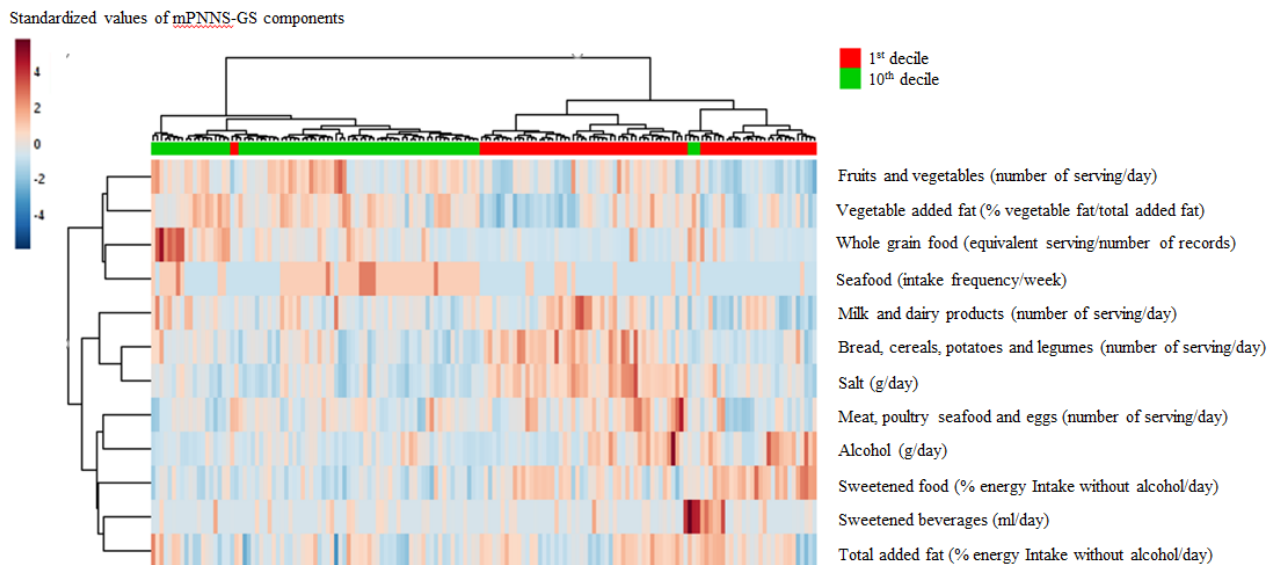 Standardized values of mPNNS-GS components
4
2
0
-2
-4
1st decile
10th decile
Fruits and vegetables (number of serving/day)
Vegetable added fat (% vegetable fat/total added fat)
Whole grain food (equivalent serving/number of records)
Seafood (intake frequency/week)
Milk and dairy products (number of serving/day)
Bread, cereals, potatoes and legumes (number of serving/day)
Salt (g/day)
Meat, poultry seafood and eggs (number of serving/day)
Alcohol (g/day)
Sweetened food (% energy Intake without alcohol/day)
Sweetened beverages (ml/day)
Total added fat (% energy Intake without alcohol/day)